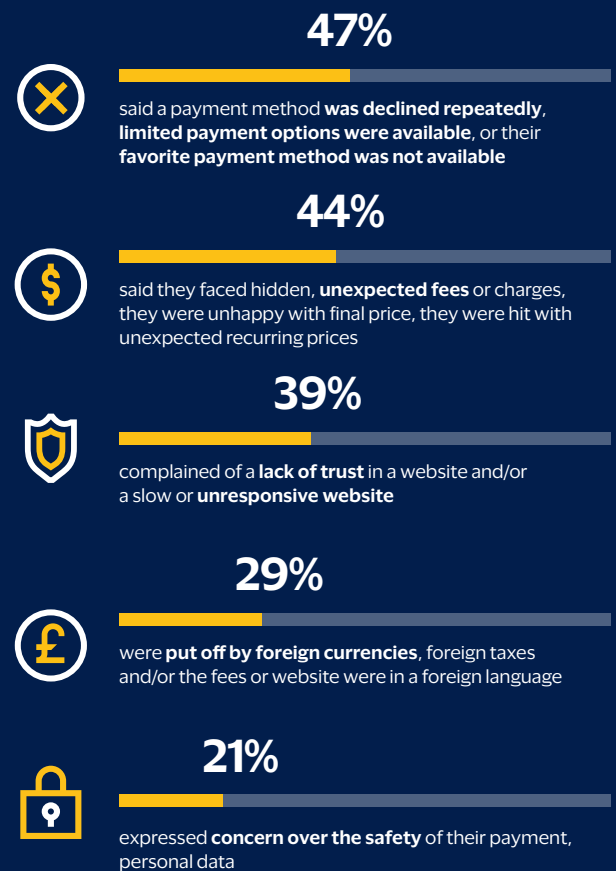 47%
said a payment method was declined repeatedly,
limited payment options were available, or their
favorite payment method was not available
44%
$
said they faced hidden, unexpected fees or charges,
they were unhappy with final price, they were hit with
unexpected recurring prices
39%
complained of a lack of trust in a website and/or
a slow or unresponsive website
29%
£
were put off by foreign currencies, foreign taxes
and/or the fees or website were in a foreign language
21%
expressed concern over the safety of their payment,
personal data